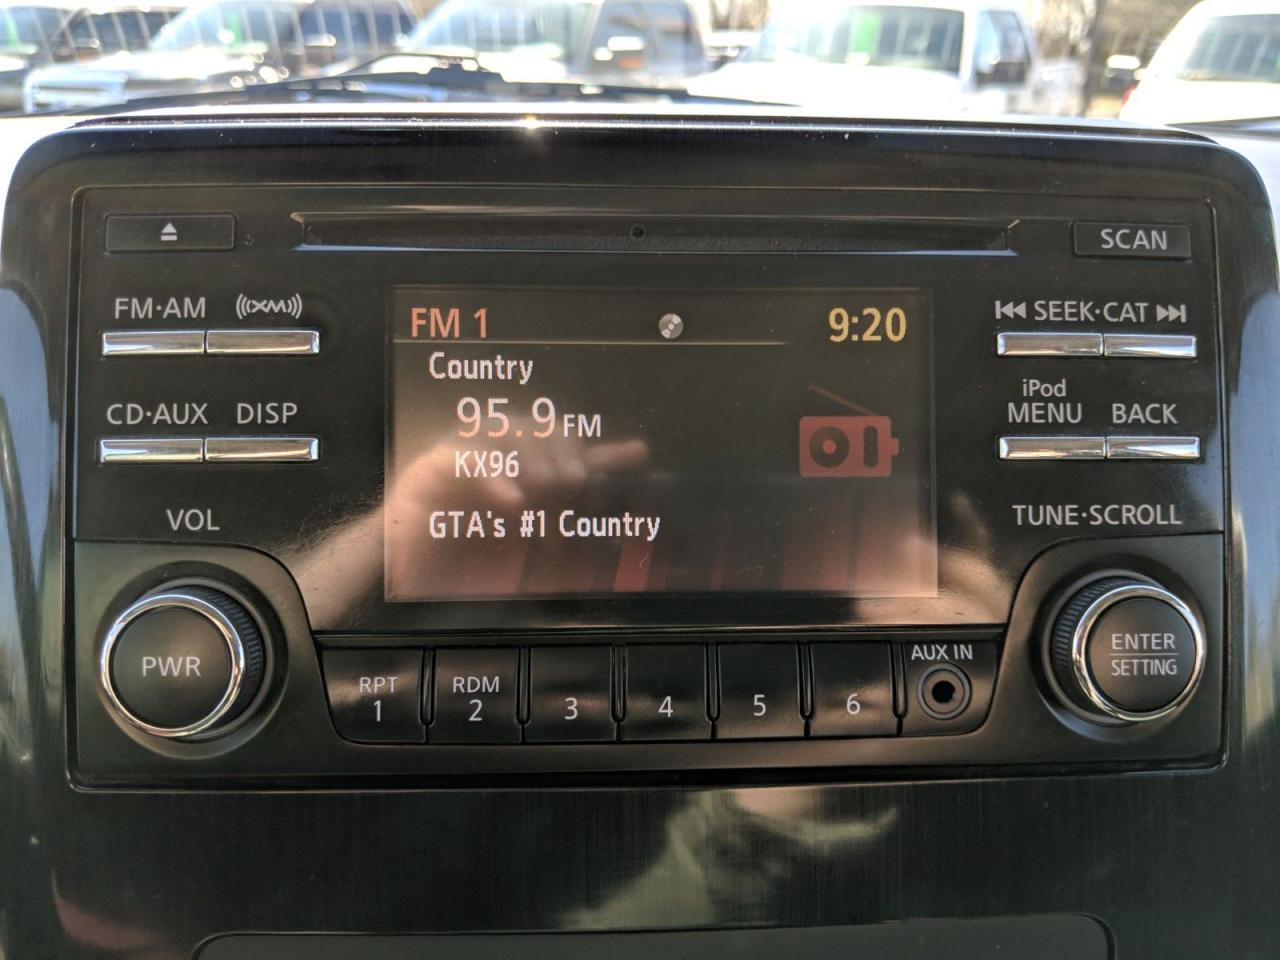 SCAN
FM·AM
XM
SEEK·CAT
FM 1
9:20
Country
95.9 FM
KX96
GTA's #1 Country
CD·AUX
DISP
iPod
MENU
BACK
VOL
TUNE·SCROLL
PWR
RPT
1
RDM
2
3
4
5
6
AUX IN
ENTER
SETTING